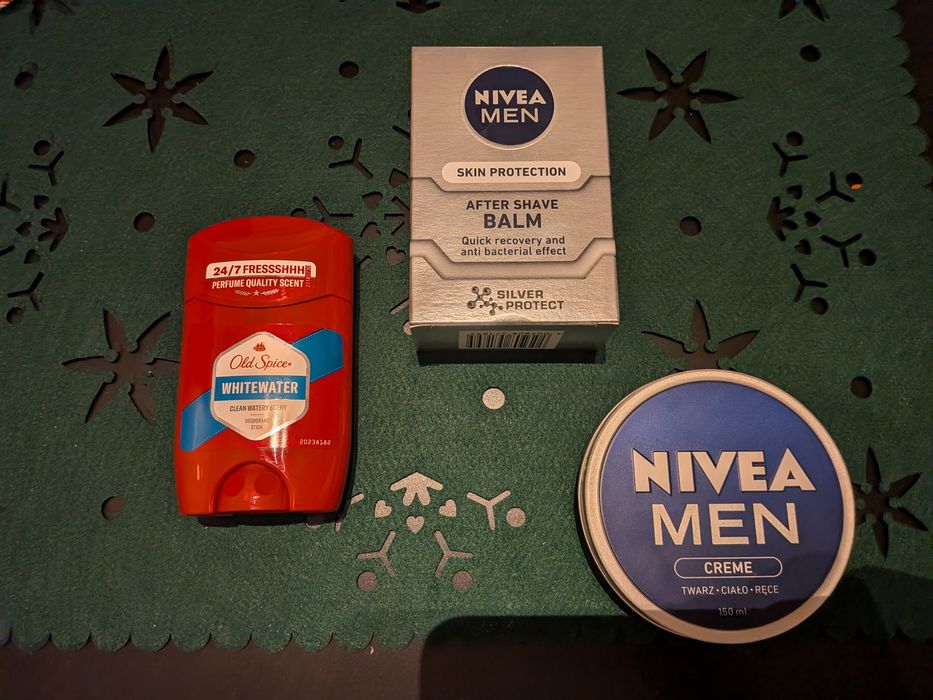 NIVEA
MEN
SKIN PROTECTION
AFTER SHAVE
BALM
Quick recovery and
anti bacterial effect
SILVER
PROTECT
24/7 FRESSSHHH
PERFUME QUALITY SCENT
Old Spice
WHITEWATER
CLEAN WATERY SCENT
DEODORANT
STICK
20236162
NIVEA
MEN
CREME
TWARZ • CIAŁO • RĘCE
150 ml